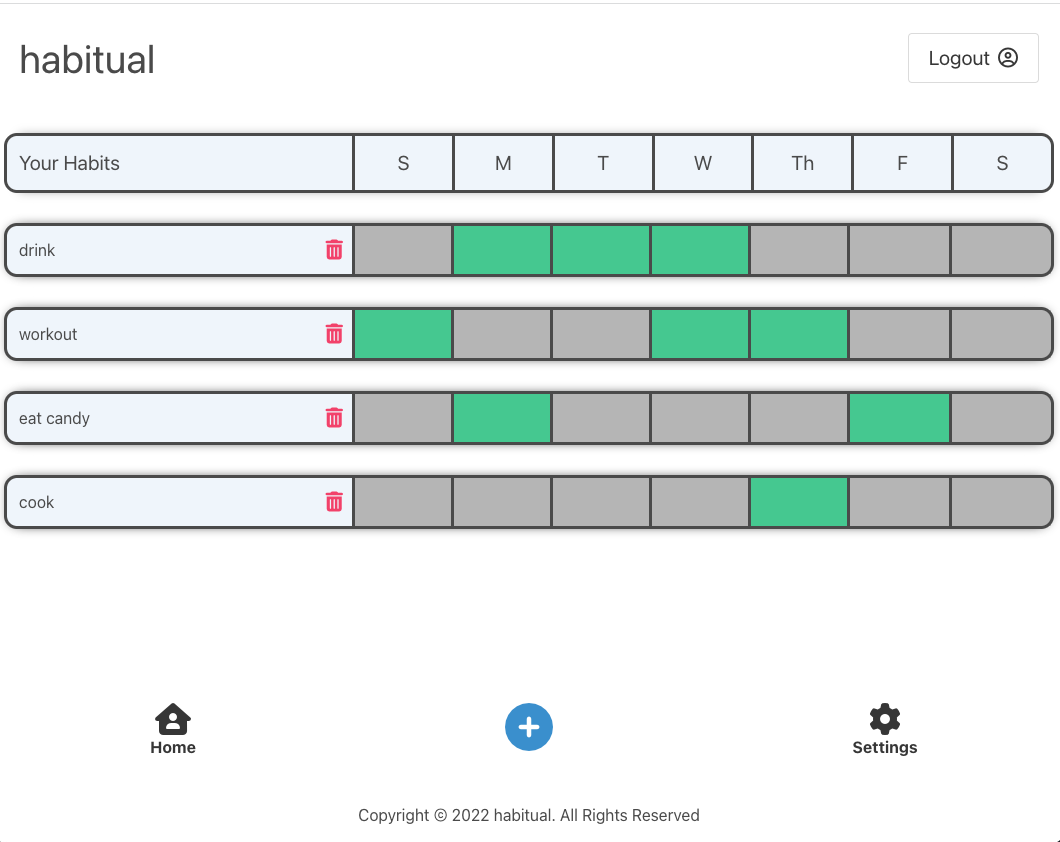 habitual
Logout
Your Habits S M T W Th F S
drink
workout
eat candy
cook
Home
Settings
Copyright © 2022 habitual. All Rights Reserved